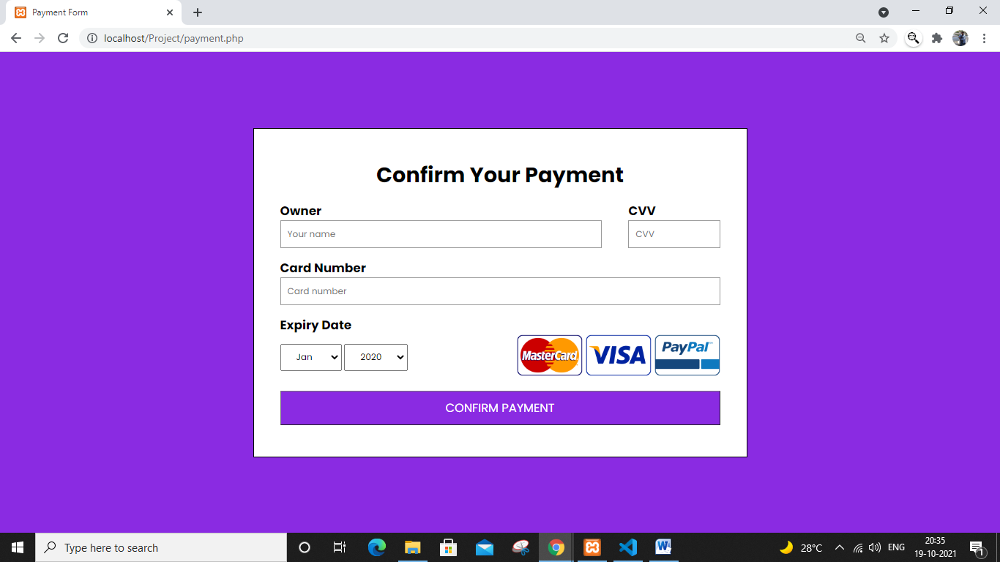 Payment Form
localhost/Project/payment.php
Confirm Your Payment
Owner
CVV
Your name
CVV
Card Number
Card number
Expiry Date
Jan
2020
MasterCard
VISA
PayPal
CONFIRM PAYMENT
Type here to search
28°C
ENG
20:35
19-10-2021
1